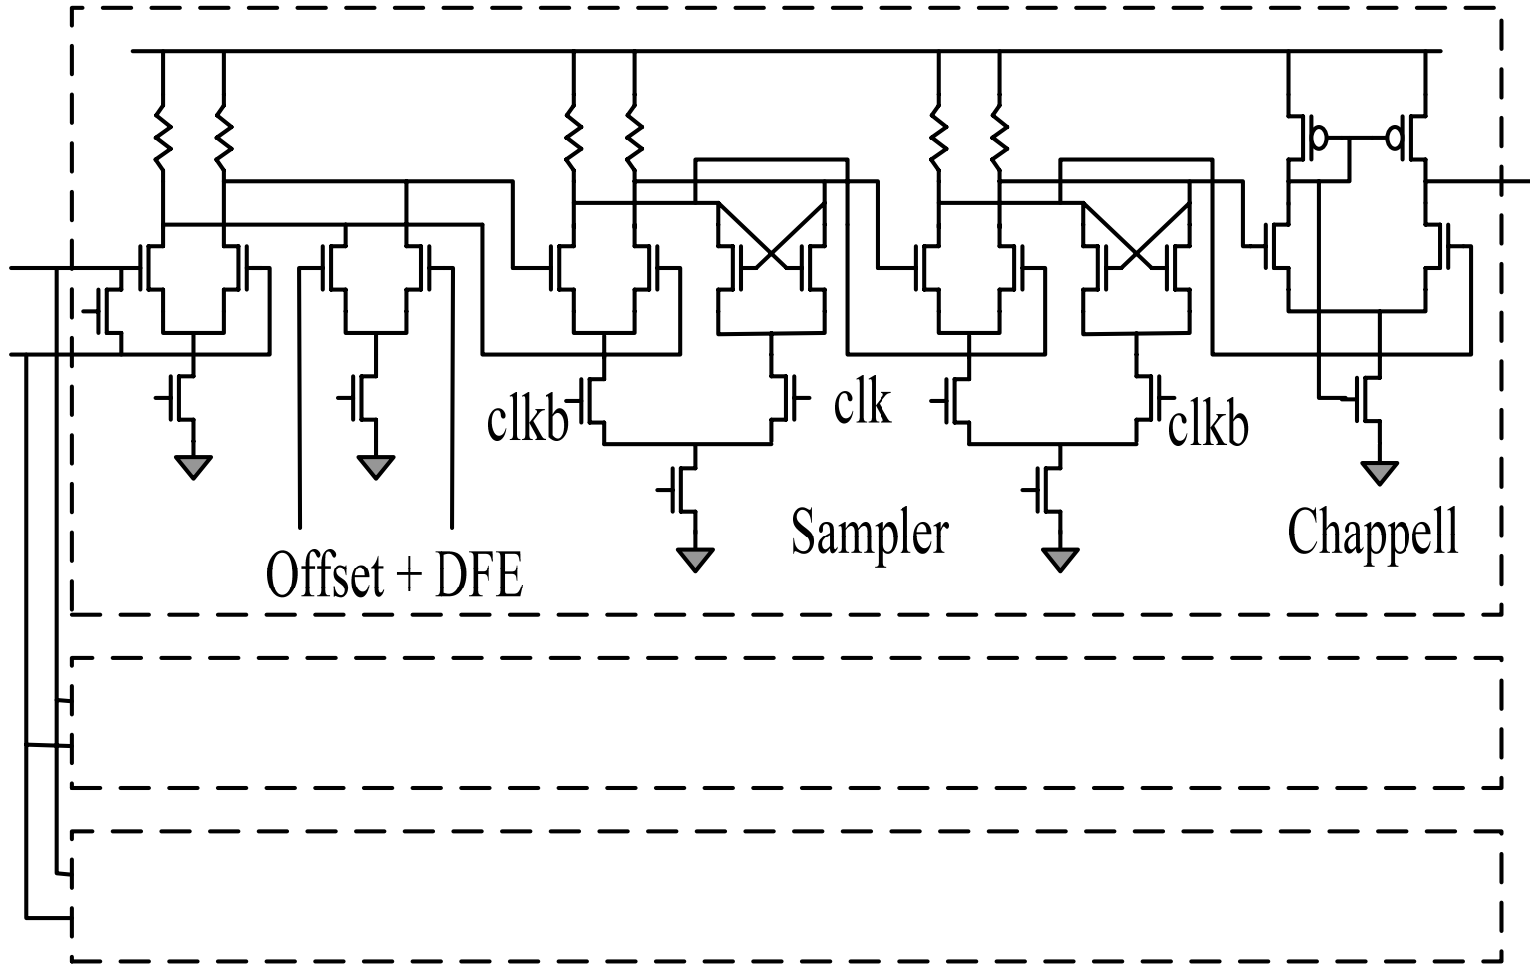 clkb
clk
clkb
Sampler
Chappell
Offset + DFE